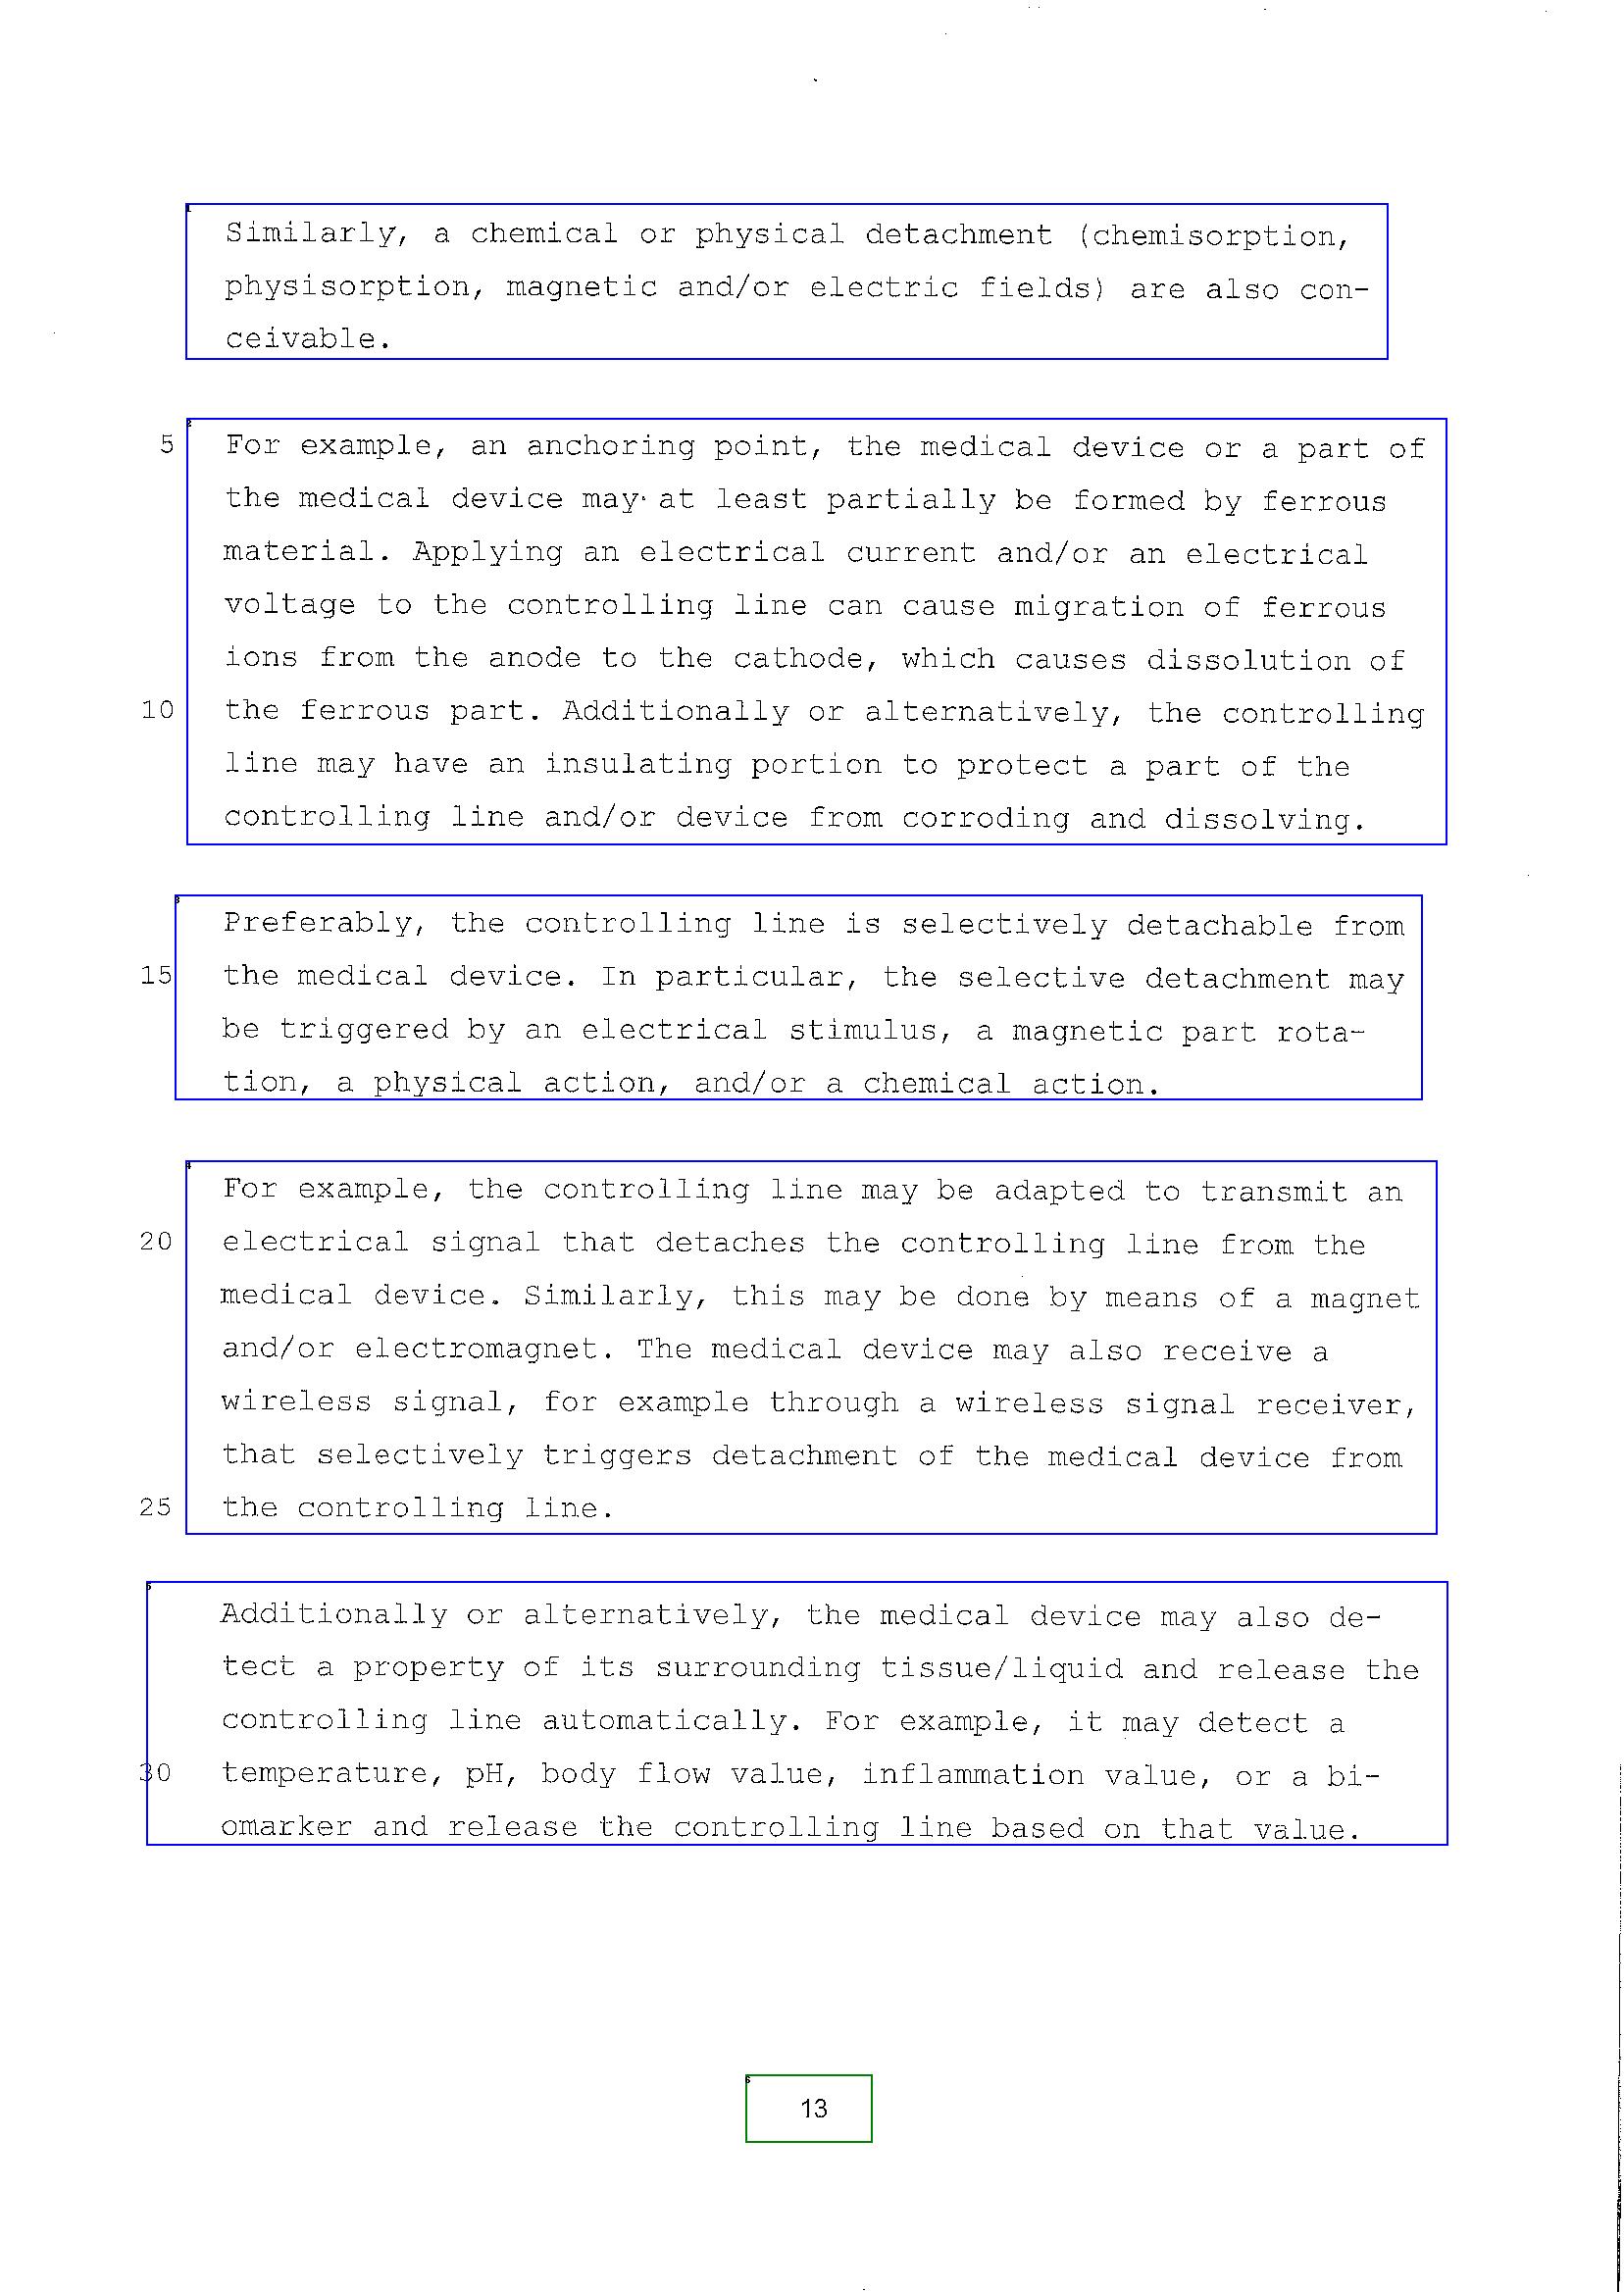 Similarly, a chemical or physical detachment (chemisorption,
physisorption, magnetic and/or electric fields) are also con-
ceivable.
5 For example, an anchoring point, the medical device or a part of
the medical device may at least partially be formed by ferrous
material. Applying an electrical current and/or an electrical
voltage to the controlling line can cause migration of ferrous
ions from the anode to the cathode, which causes dissolution of
10 the ferrous part. Additionally or alternatively, the controlling
line may have an insulating portion to protect a part of the
controlling line and/or device from corroding and dissolving.
Preferably, the controlling line is selectively detachable from
15 the medical device. In particular, the selective detachment may
be triggered by an electrical stimulus, a magnetic part rota-
tion, a physical action, and/or a chemical action.
For example, the controlling line may be adapted to transmit an
20 electrical signal that detaches the controlling line from the
medical device. Similarly, this may be done by means of a magnet
and/or electromagnet. The medical device may also receive a
wireless signal, for example through a wireless signal receiver,
that selectively triggers detachment of the medical device from
25 the controlling line.
Additionally or alternatively, the medical device may also de-
tect a property of its surrounding tissue/liquid and release the
controlling line automatically. For example, it may detect a
30 temperature, pH, body flow value, inflammation value, or a bi-
omarker and release the controlling line based on that value.
13